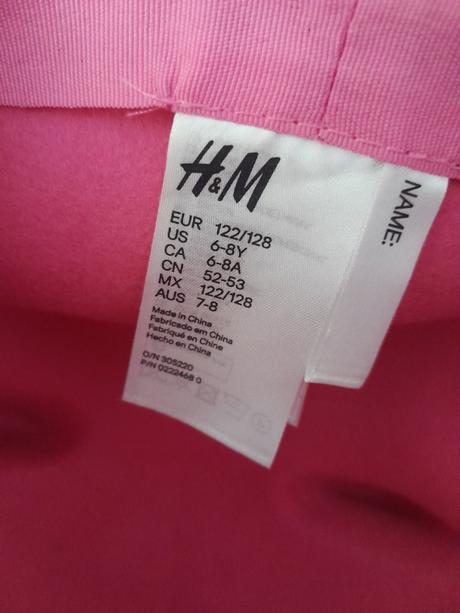 H&M
EUR 122/128
US 6-8Y
CA 6-8A
CN 52-53
MX 122/128
AUS 7-8
Made in China
Fabricado em China
Fabriqué en Chine
Hecho en China
O/N 305220
P/N 0222468 0
NAME: